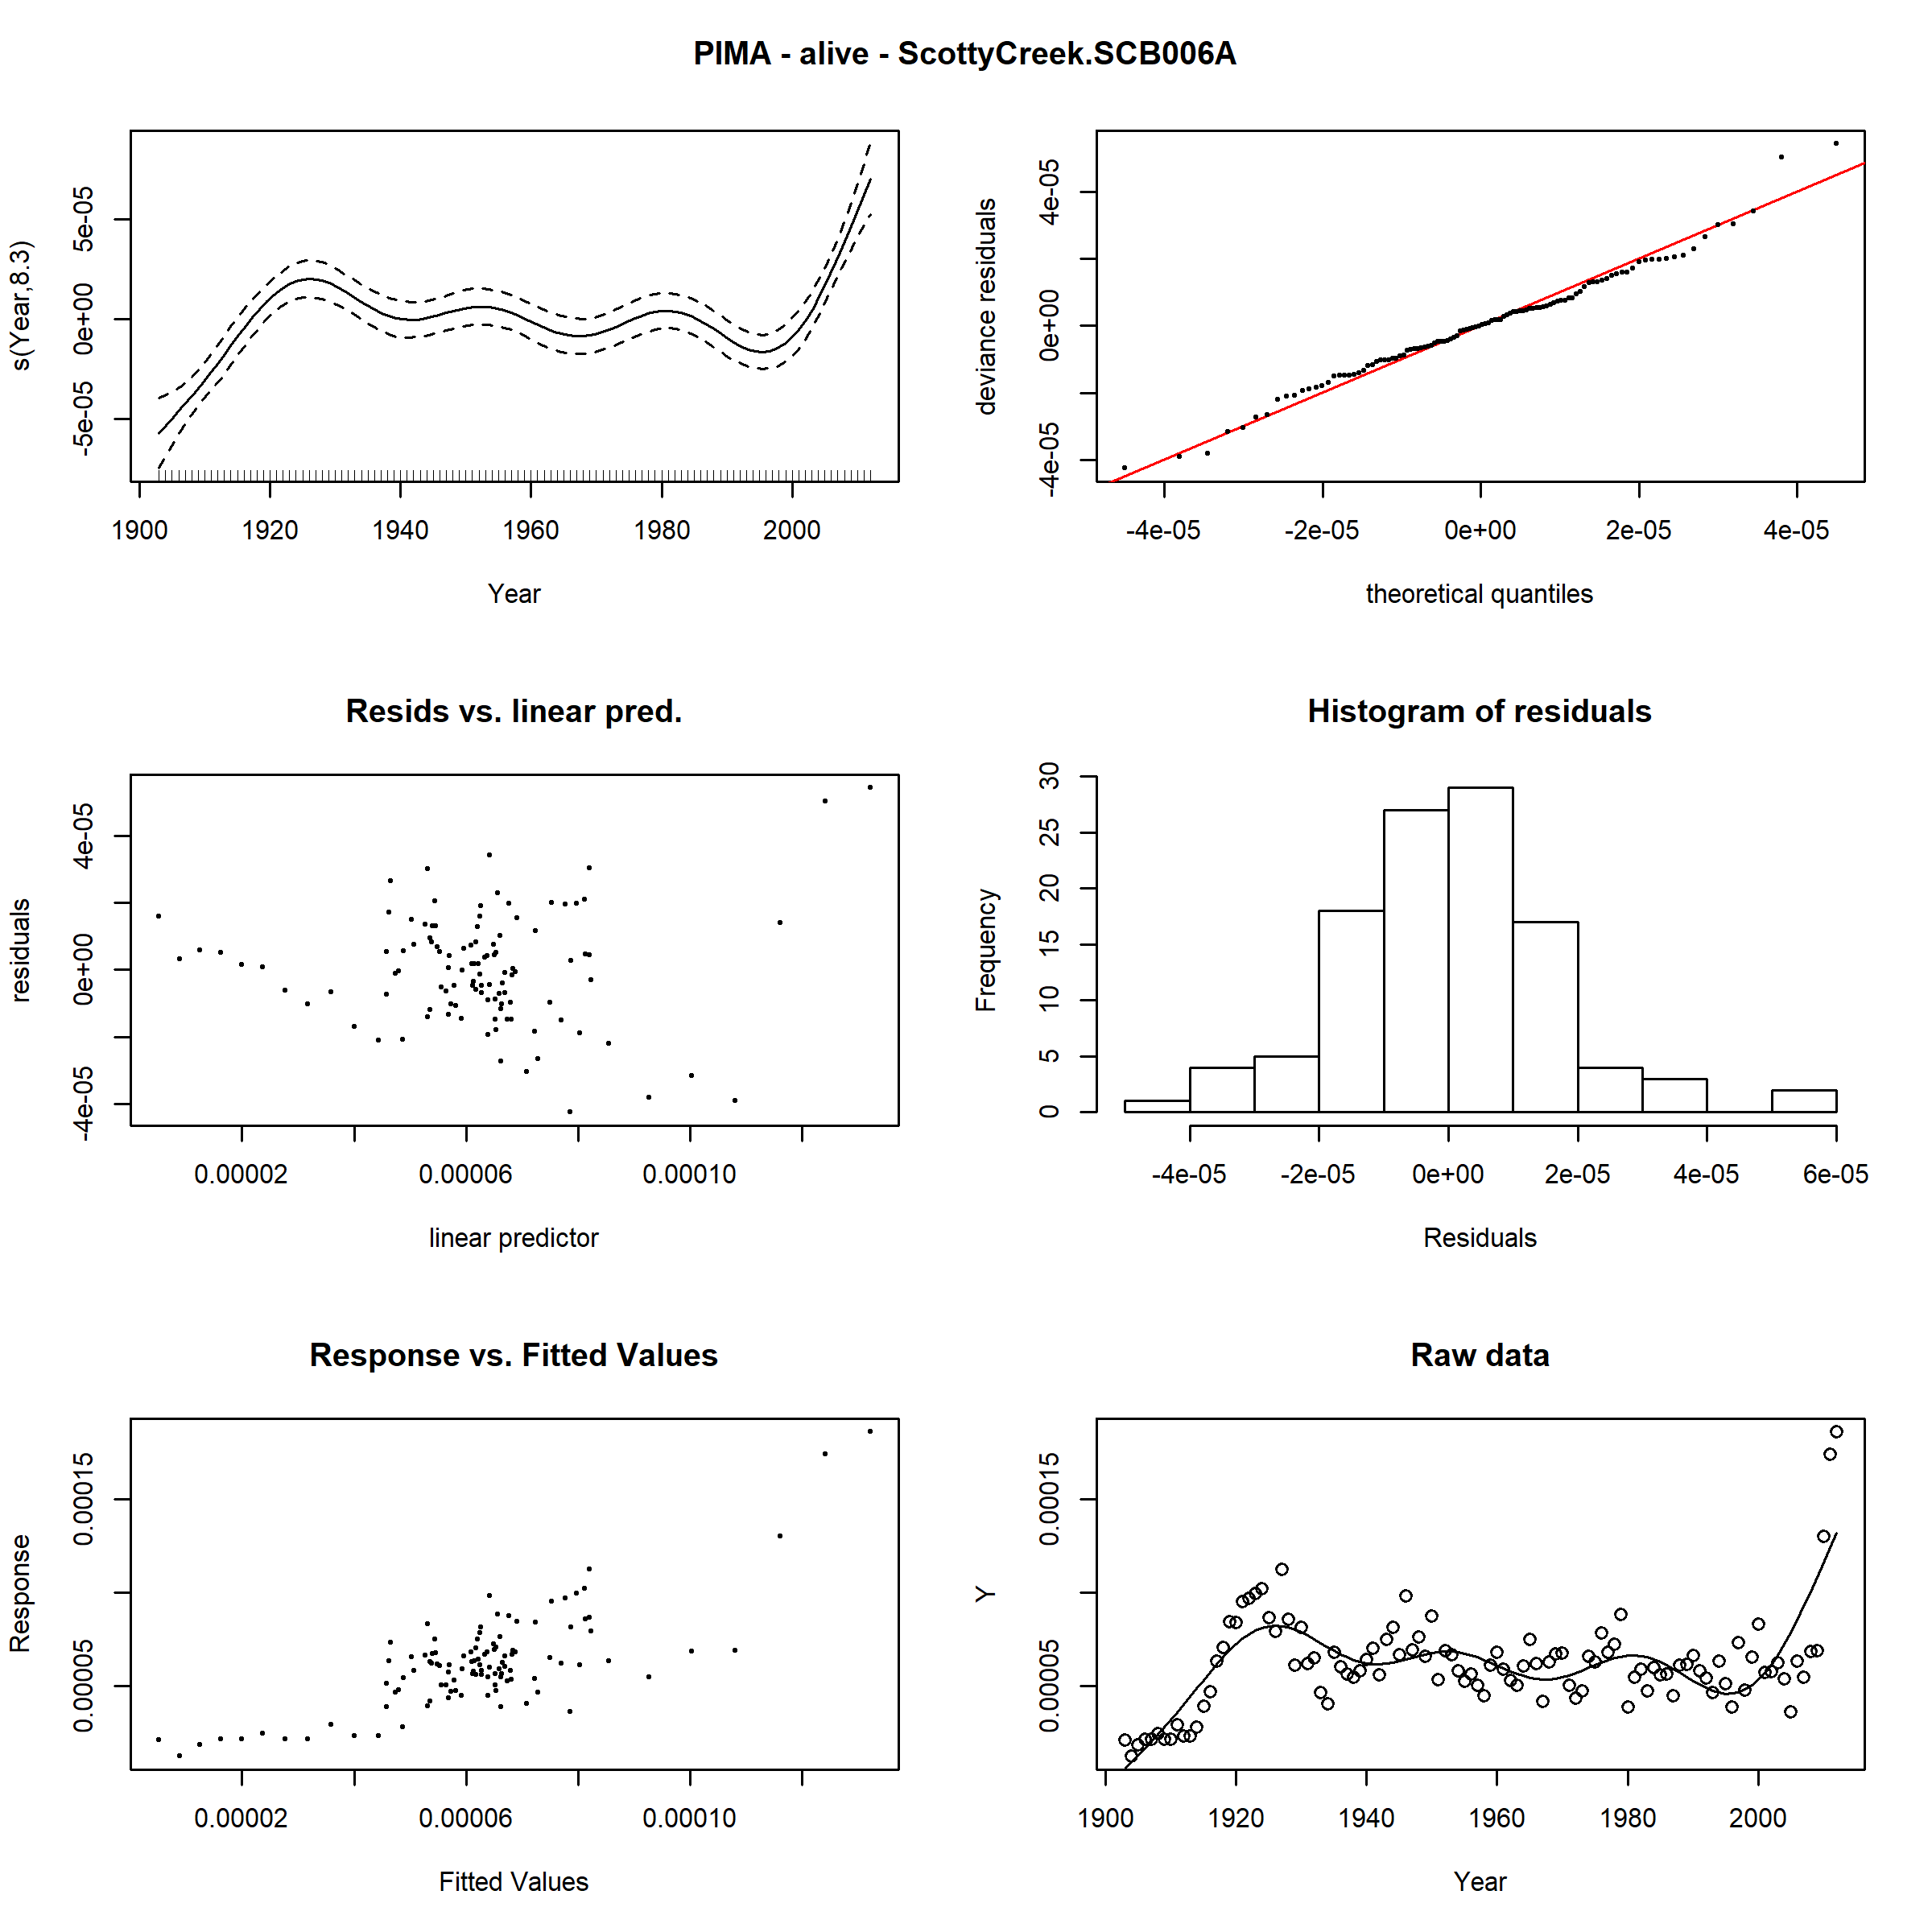 PIMA - alive - ScottyCreek.SCB006A
s(Year,8.3)
-5e-05 0e+00 5e-05
1900 1920 1940 1960 1980 2000
Year
deviance residuals
-4e-05 0e+00 4e-05
-4e-05 -2e-05 0e+00 2e-05 4e-05
theoretical quantiles
Resids vs. linear pred.
residuals
-4e-05 0e+00 4e-05
0.00002 0.00006 0.00010
linear predictor
Histogram of residuals
Frequency
0 5 10 15 20 25 30
-4e-05 -2e-05 0e+00 2e-05 4e-05 6e-05
Residuals
Response vs. Fitted Values
Response
0.00005 0.00015
0.00002 0.00006 0.00010
Fitted Values
Raw data
Y
0.00005 0.00015
1900 1920 1940 1960 1980 2000
Year